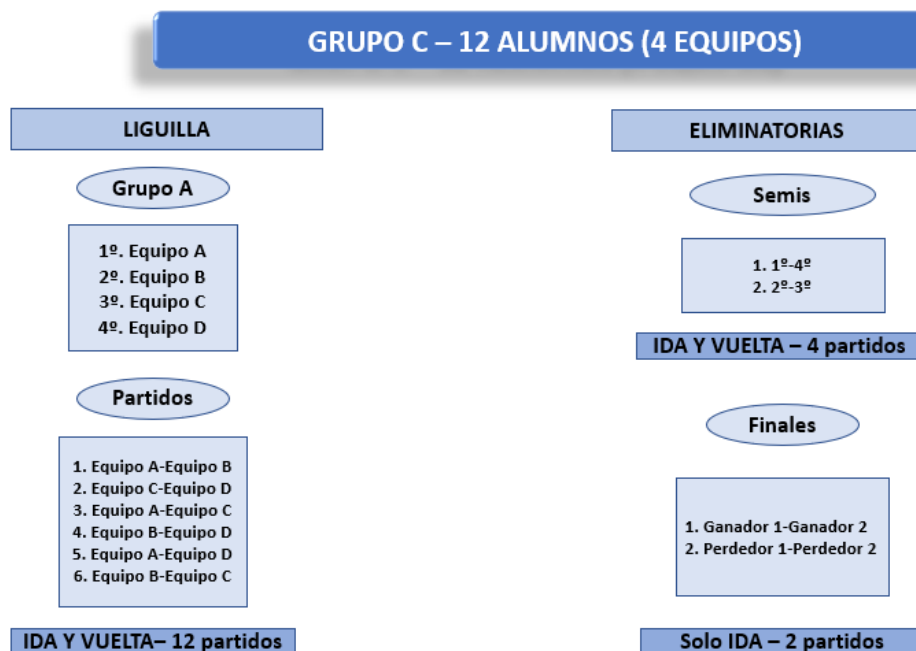 GRUPO C – 12 ALUMNOS (4 EQUIPOS)
LIGUILLA
Grupo A
1º. Equipo A
2º. Equipo B
3º. Equipo C
4º. Equipo D
Partidos
1. Equipo A-Equipo B
2. Equipo C-Equipo D
3. Equipo A-Equipo C
4. Equipo B-Equipo D
5. Equipo A-Equipo D
6. Equipo B-Equipo C
IDA Y VUELTA– 12 partidos
ELIMINATORIAS
Semis
1. 1º-4º
2. 2º-3º
IDA Y VUELTA – 4 partidos
Finales
1. Ganador 1-Ganador 2
2. Perdedor 1-Perdedor 2
Solo IDA – 2 partidos